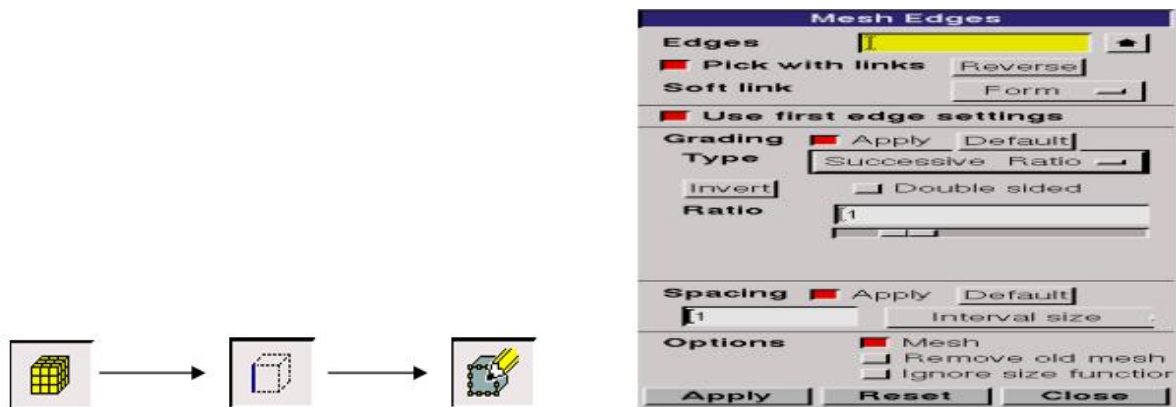 Mesh Edges
Edges
Pick with links Reverse
Soft link Form
Use first edge settings
Grading Apply Default
Type Successive Ratio
Invert Double sided
Ratio 1
Spacing Apply Default
1 Interval size
Options Mesh
Remove old mesh
Ignore size function
Apply Reset Close